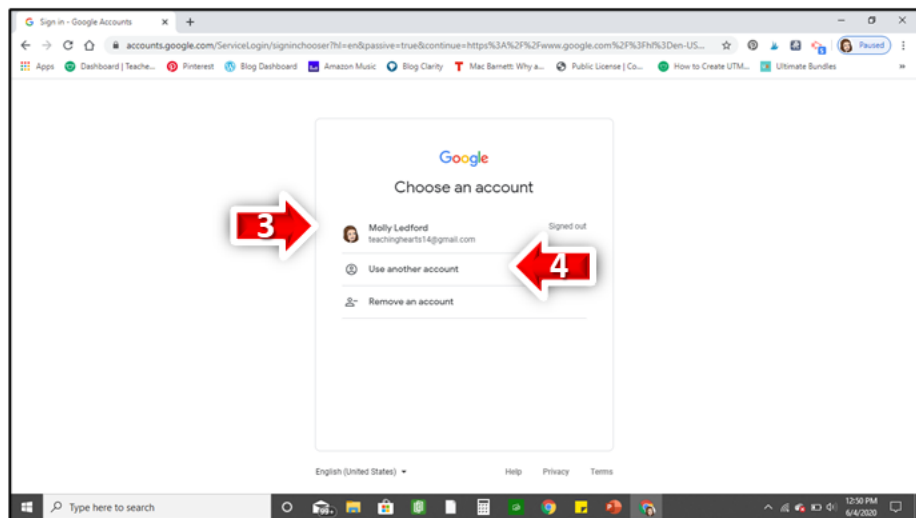 Sign in - Google Accounts
accounts.google.com/ServiceLogin/signinchooser?hl=en&passive=true&continue=https%3A%2F%2Fwww.google.com%2F%3Fhl%3Den-US...
Paused
Apps Dashboard | Teache... Pinterest Blog Dashboard Amazon Music Blog Clarity Mac Barnett: Why a... Public License | Co... How to Create UTM... Ultimate Bundles
Google
Choose an account
3
Molly Ledford
Signed out
teachinghearts14@gmail.com
Use another account
4
Remove an account
English (United States) Help Privacy Terms
Type here to search
12:50 PM
6/4/2020